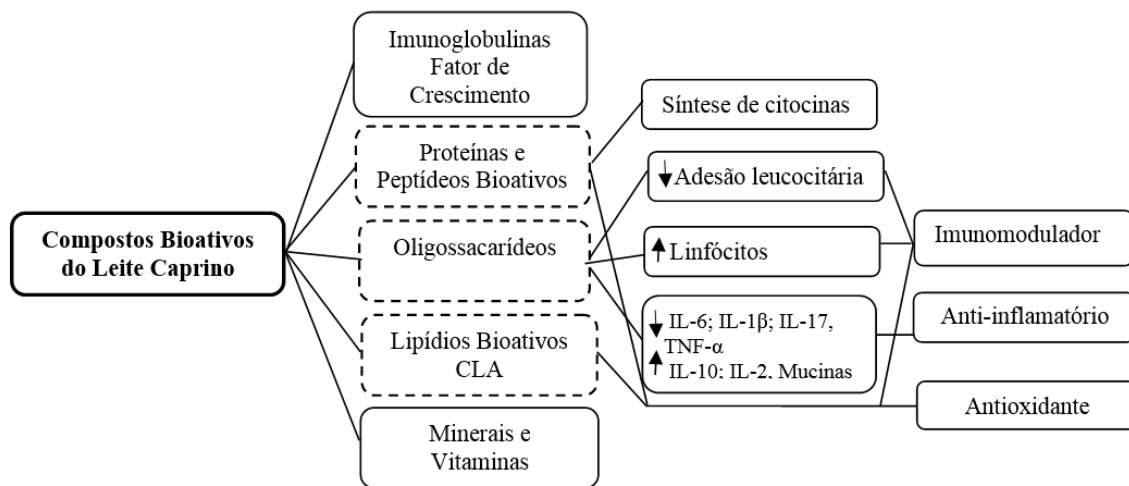 Imunoglobulinas
Fator de
Crescimento
Proteínas e
Peptídeos Bioativos
Compostos Bioativos
do Leite Caprino
Oligossacarídeos
Lipídios Bioativos
CLA
Minerais e
Vitaminas
Síntese de citocinas
↓ Adesão leucocitária
↑ Linfócitos
↓ IL-6; IL-1β; IL-17,
TNF-α
↑ IL-10; IL-2, Mucinas
Imunomodulador
Anti-inflamatório
Antioxidante